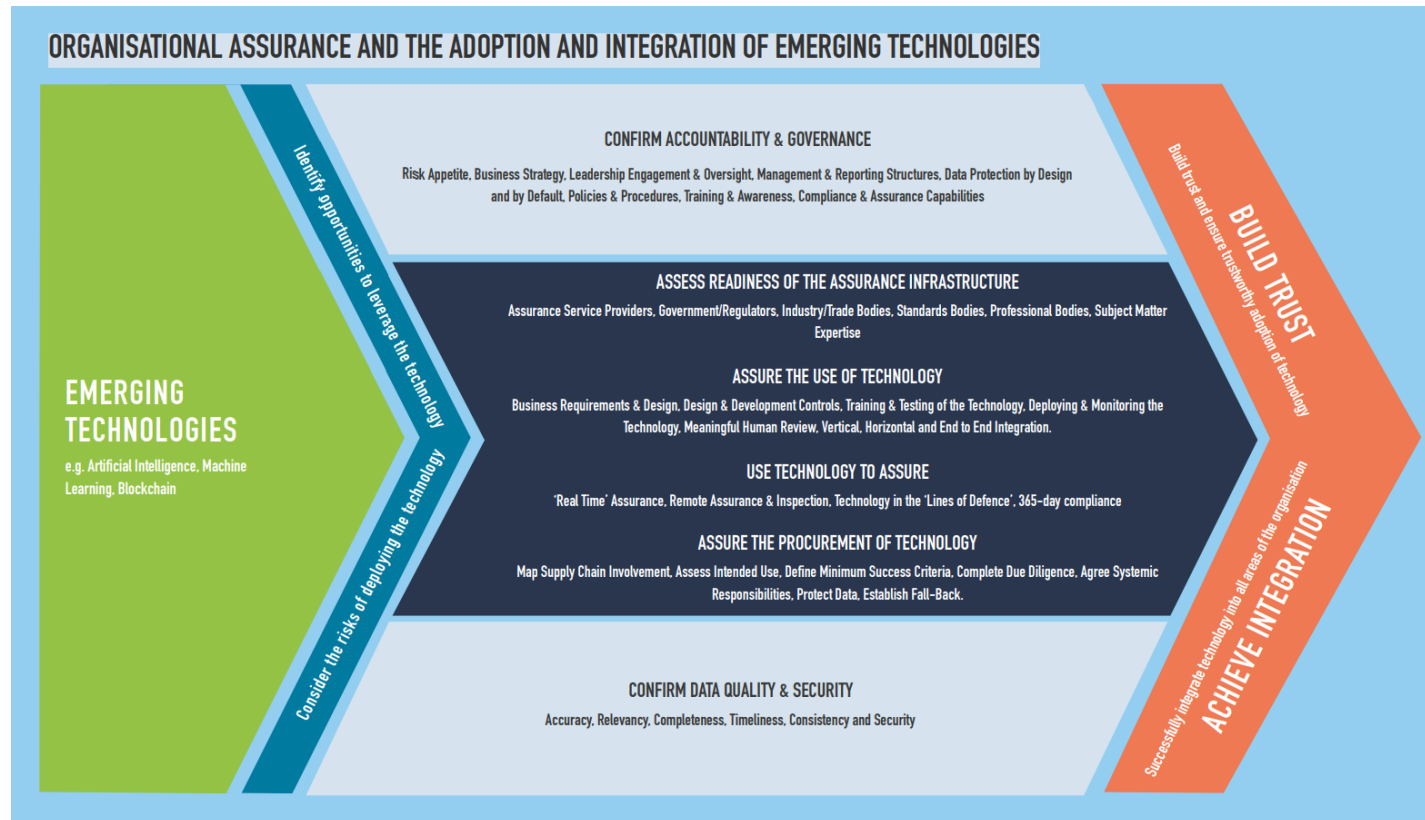 ORGANISATIONAL ASSURANCE AND THE ADOPTION AND INTEGRATION OF EMERGING TECHNOLOGIES
EMERGING
TECHNOLOGIES
e.g. Artificial Intelligence, Machine
Learning, Blockchain
Identify opportunities to leverage the technology
Consider the risks of deploying the technology
CONFIRM ACCOUNTABILITY & GOVERNANCE
Risk Appetite, Business Strategy, Leadership Engagement & Oversight, Management & Reporting Structures, Data Protection by Design
and by Default, Policies & Procedures, Training & Awareness, Compliance & Assurance Capabilities
ASSESS READINESS OF THE ASSURANCE INFRASTRUCTURE
Assurance Service Providers, Government/Regulators, Industry/Trade Bodies, Standards Bodies, Professional Bodies, Subject Matter
Expertise
ASSURE THE USE OF TECHNOLOGY
Business Requirements & Design, Design & Development Controls, Training & Testing of the Technology, Deploying & Monitoring the
Technology, Meaningful Human Review, Vertical, Horizontal and End to End Integration.
USE TECHNOLOGY TO ASSURE
'Real Time' Assurance, Remote Assurance & Inspection, Technology in the 'Lines of Defence', 365-day compliance
ASSURE THE PROCUREMENT OF TECHNOLOGY
Map Supply Chain Involvement, Assess Intended Use, Define Minimum Success Criteria, Complete Due Diligence, Agree Systemic
Responsibilities, Protect Data, Establish Fall-Back.
CONFIRM DATA QUALITY & SECURITY
Accuracy, Relevancy, Completeness, Timeliness, Consistency and Security
BUILD TRUST
Build trust and ensure trustworthy adoption of technology
Successfully integrate technology into all areas of the organisation
ACHIEVE INTEGRATION